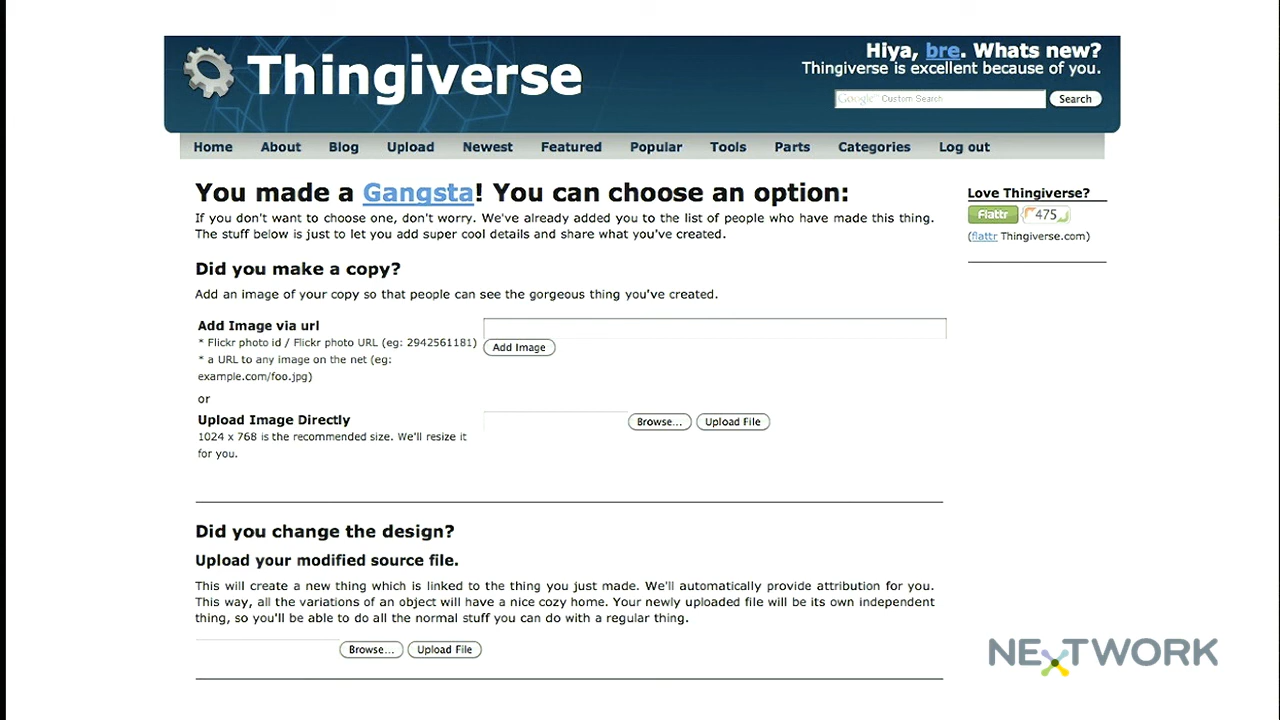 Thingiverse
Hiya, bre. Whats new?
Thingiverse is excellent because of you.
Google Custom Search
Search
Home About Blog Upload Newest Featured Popular Tools Parts Categories Log out
You made a Gangsta! You can choose an option:
If you don't want to choose one, don't worry. We've already added you to the list of people who have made this thing.
The stuff below is just to let you add super cool details and share what you've created.
Love Thingiverse?
Flattr 475
(flattr Thingiverse.com)
Did you make a copy?
Add an image of your copy so that people can see the gorgeous thing you've created.
Add Image via url
* Flickr photo id / Flickr photo URL (eg: 2942561181)
* a URL to any image on the net (eg:
example.com/foo.jpg)
Add Image
or
Upload Image Directly
1024 x 768 is the recommended size. We'll resize it
for you.
Browse... Upload File
Did you change the design?
Upload your modified source file.
This will create a new thing which is linked to the thing you just made. We'll automatically provide attribution for you.
This way, all the variations of an object will have a nice cozy home. Your newly uploaded file will be its own independent
thing, so you'll be able to do all the normal stuff you can do with a regular thing.
Browse... Upload File
NEXTWORK